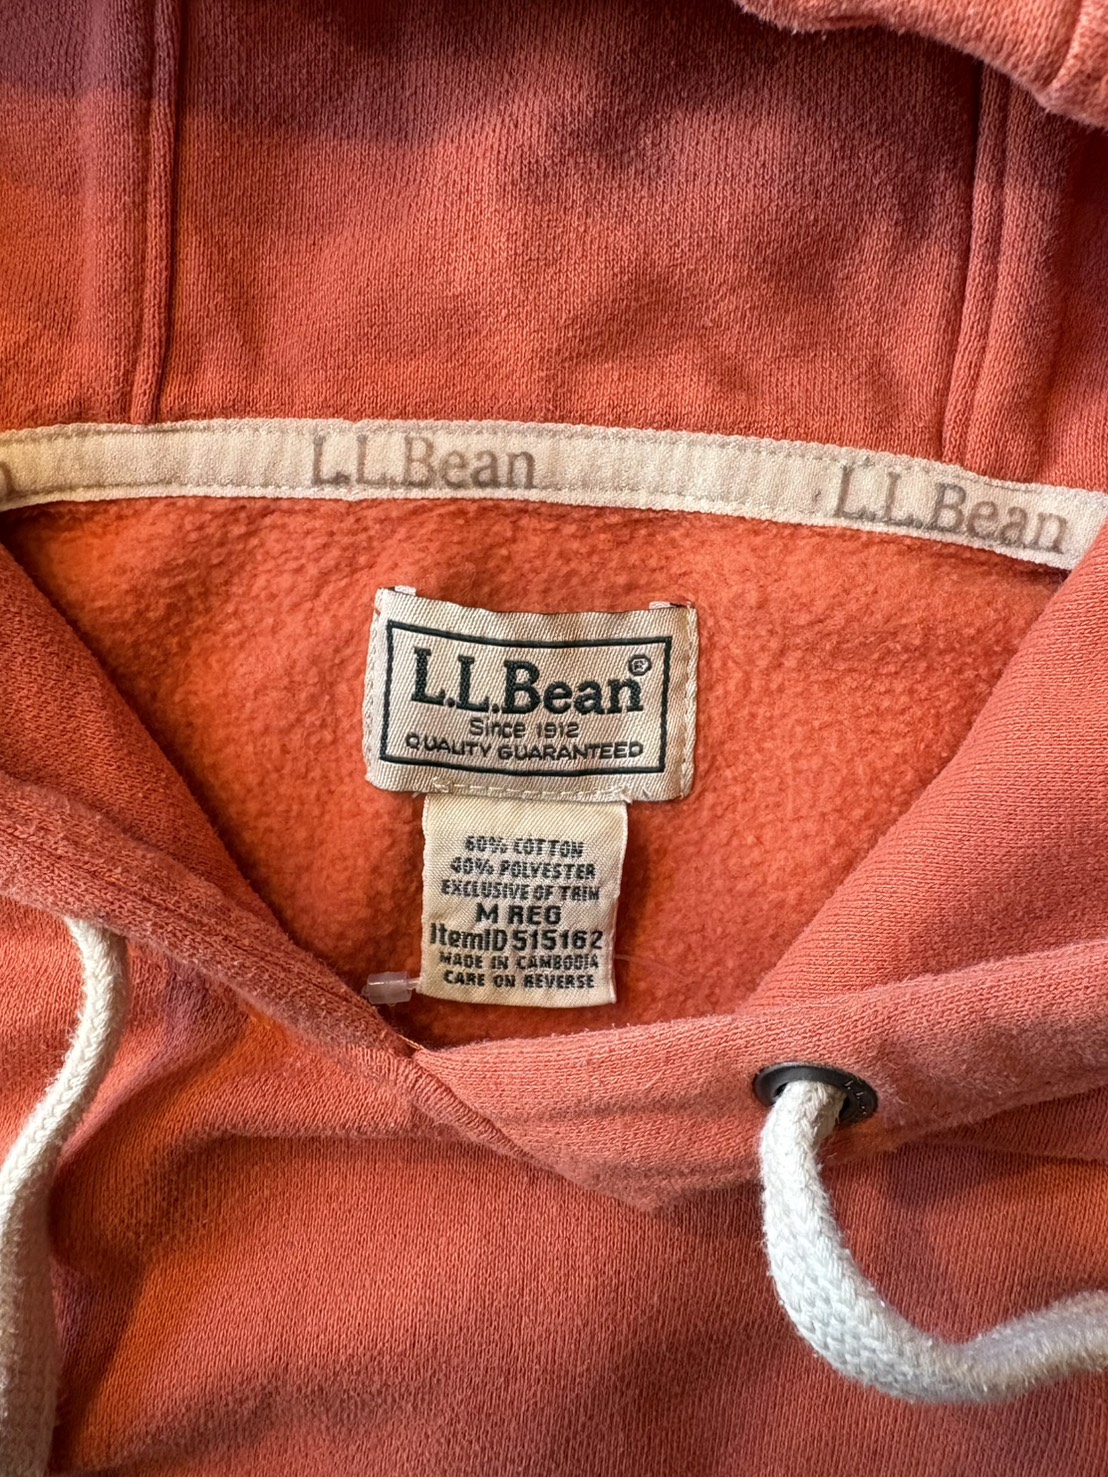 L.L.Bean
L.L.Bean
L.L.Bean®
Since 1912
QUALITY GUARANTEED
60% COTTON
40% POLYESTER
EXCLUSIVE OF TRIM
M REG
ItemID 515162
MADE IN CAMBODIA
CARE ON REVERSE